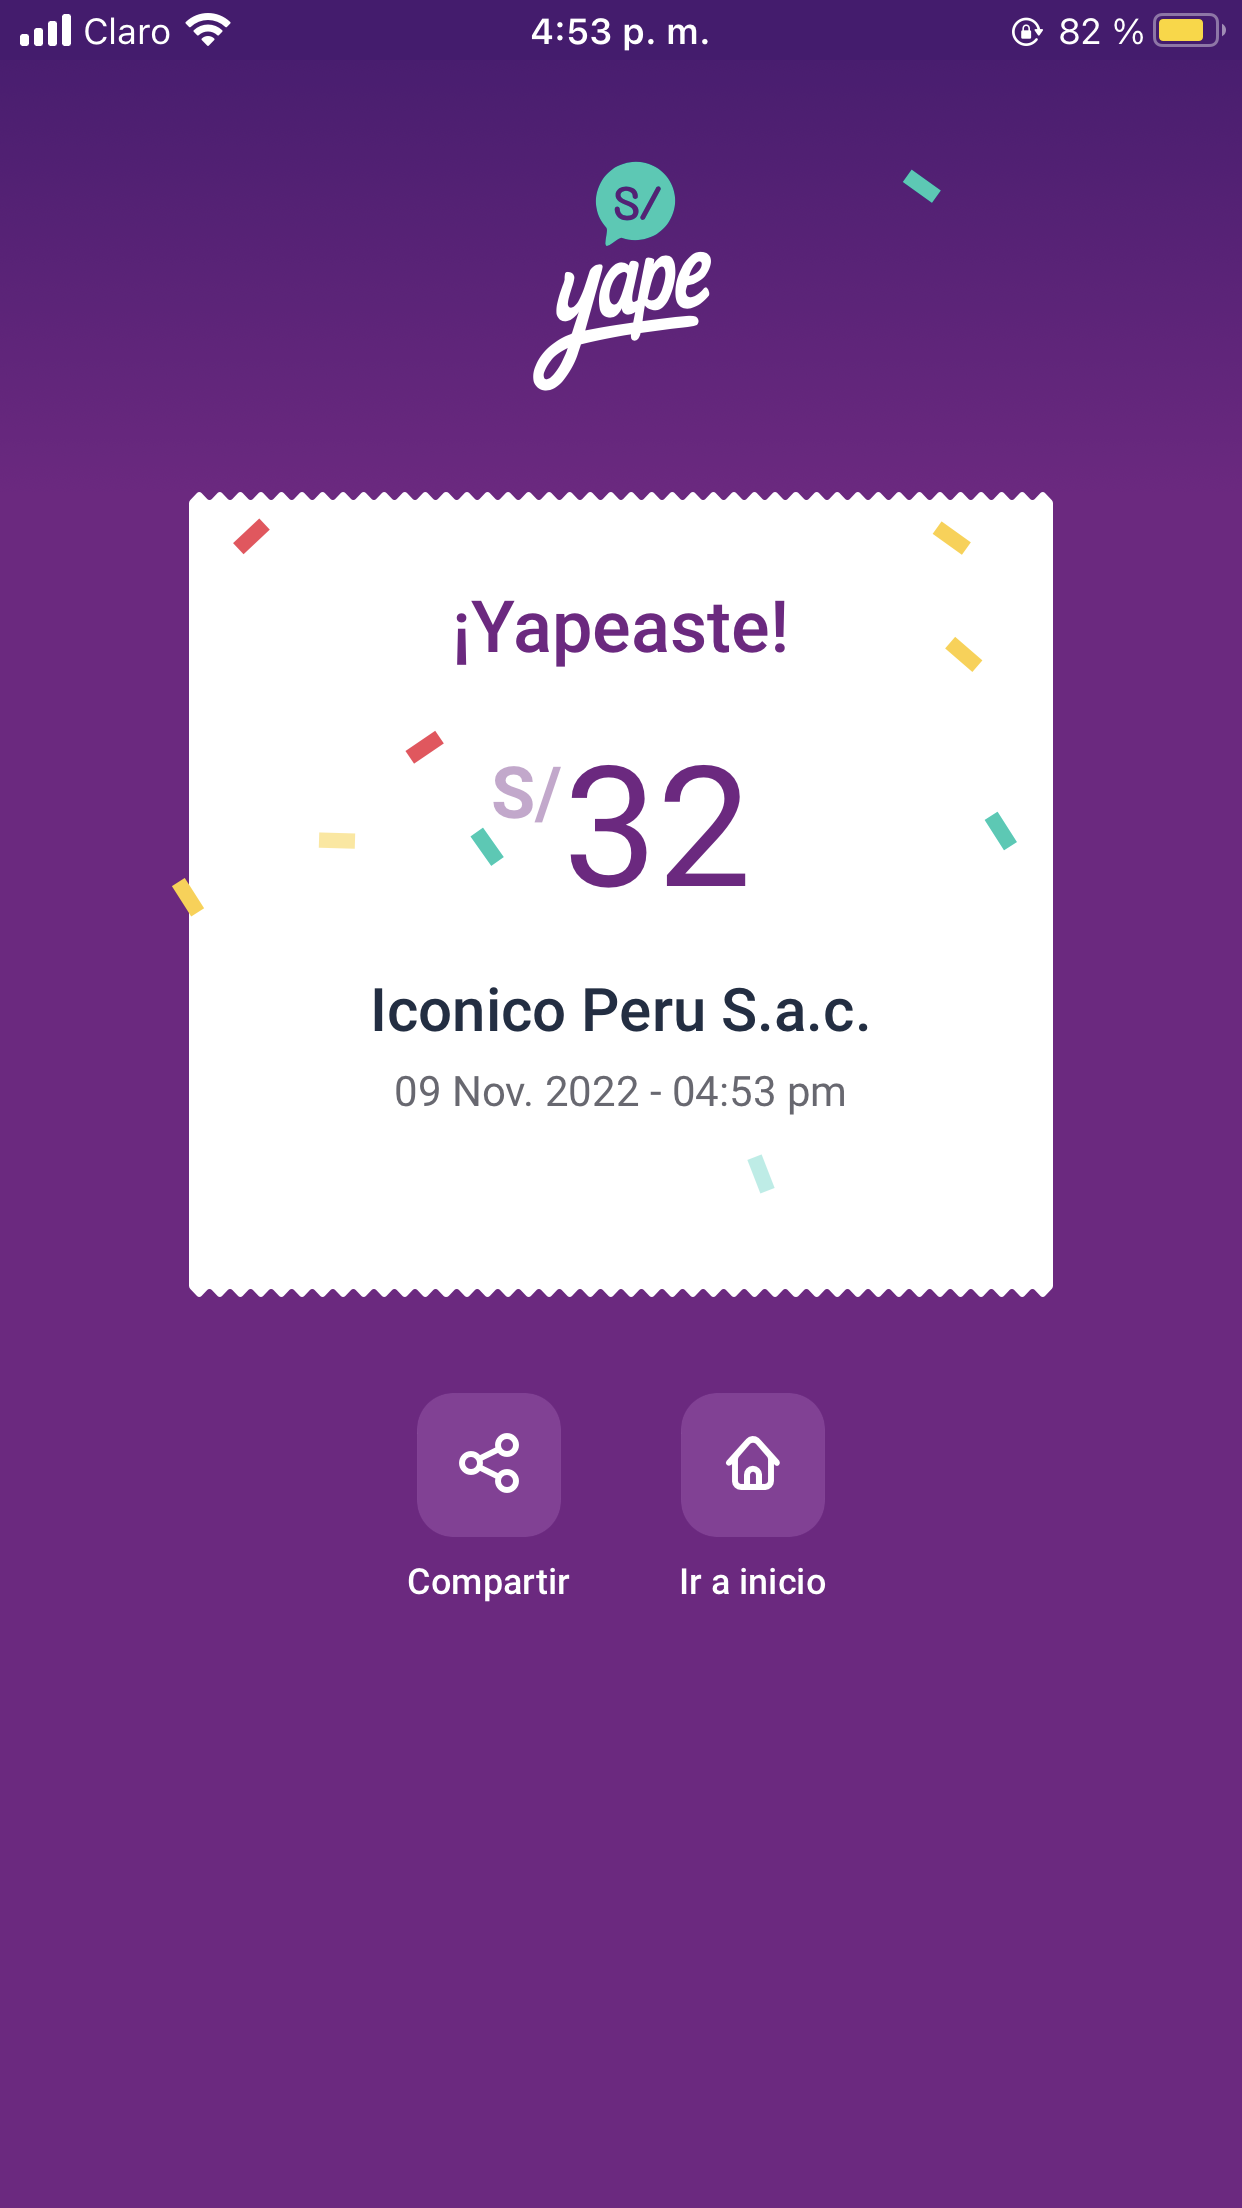 Claro 4:53 p. m. 82 %
S/
yape
¡Yapeaste!
S/32
Iconico Peru S.a.c.
09 Nov. 2022 - 04:53 pm
Compartir Ir a inicio